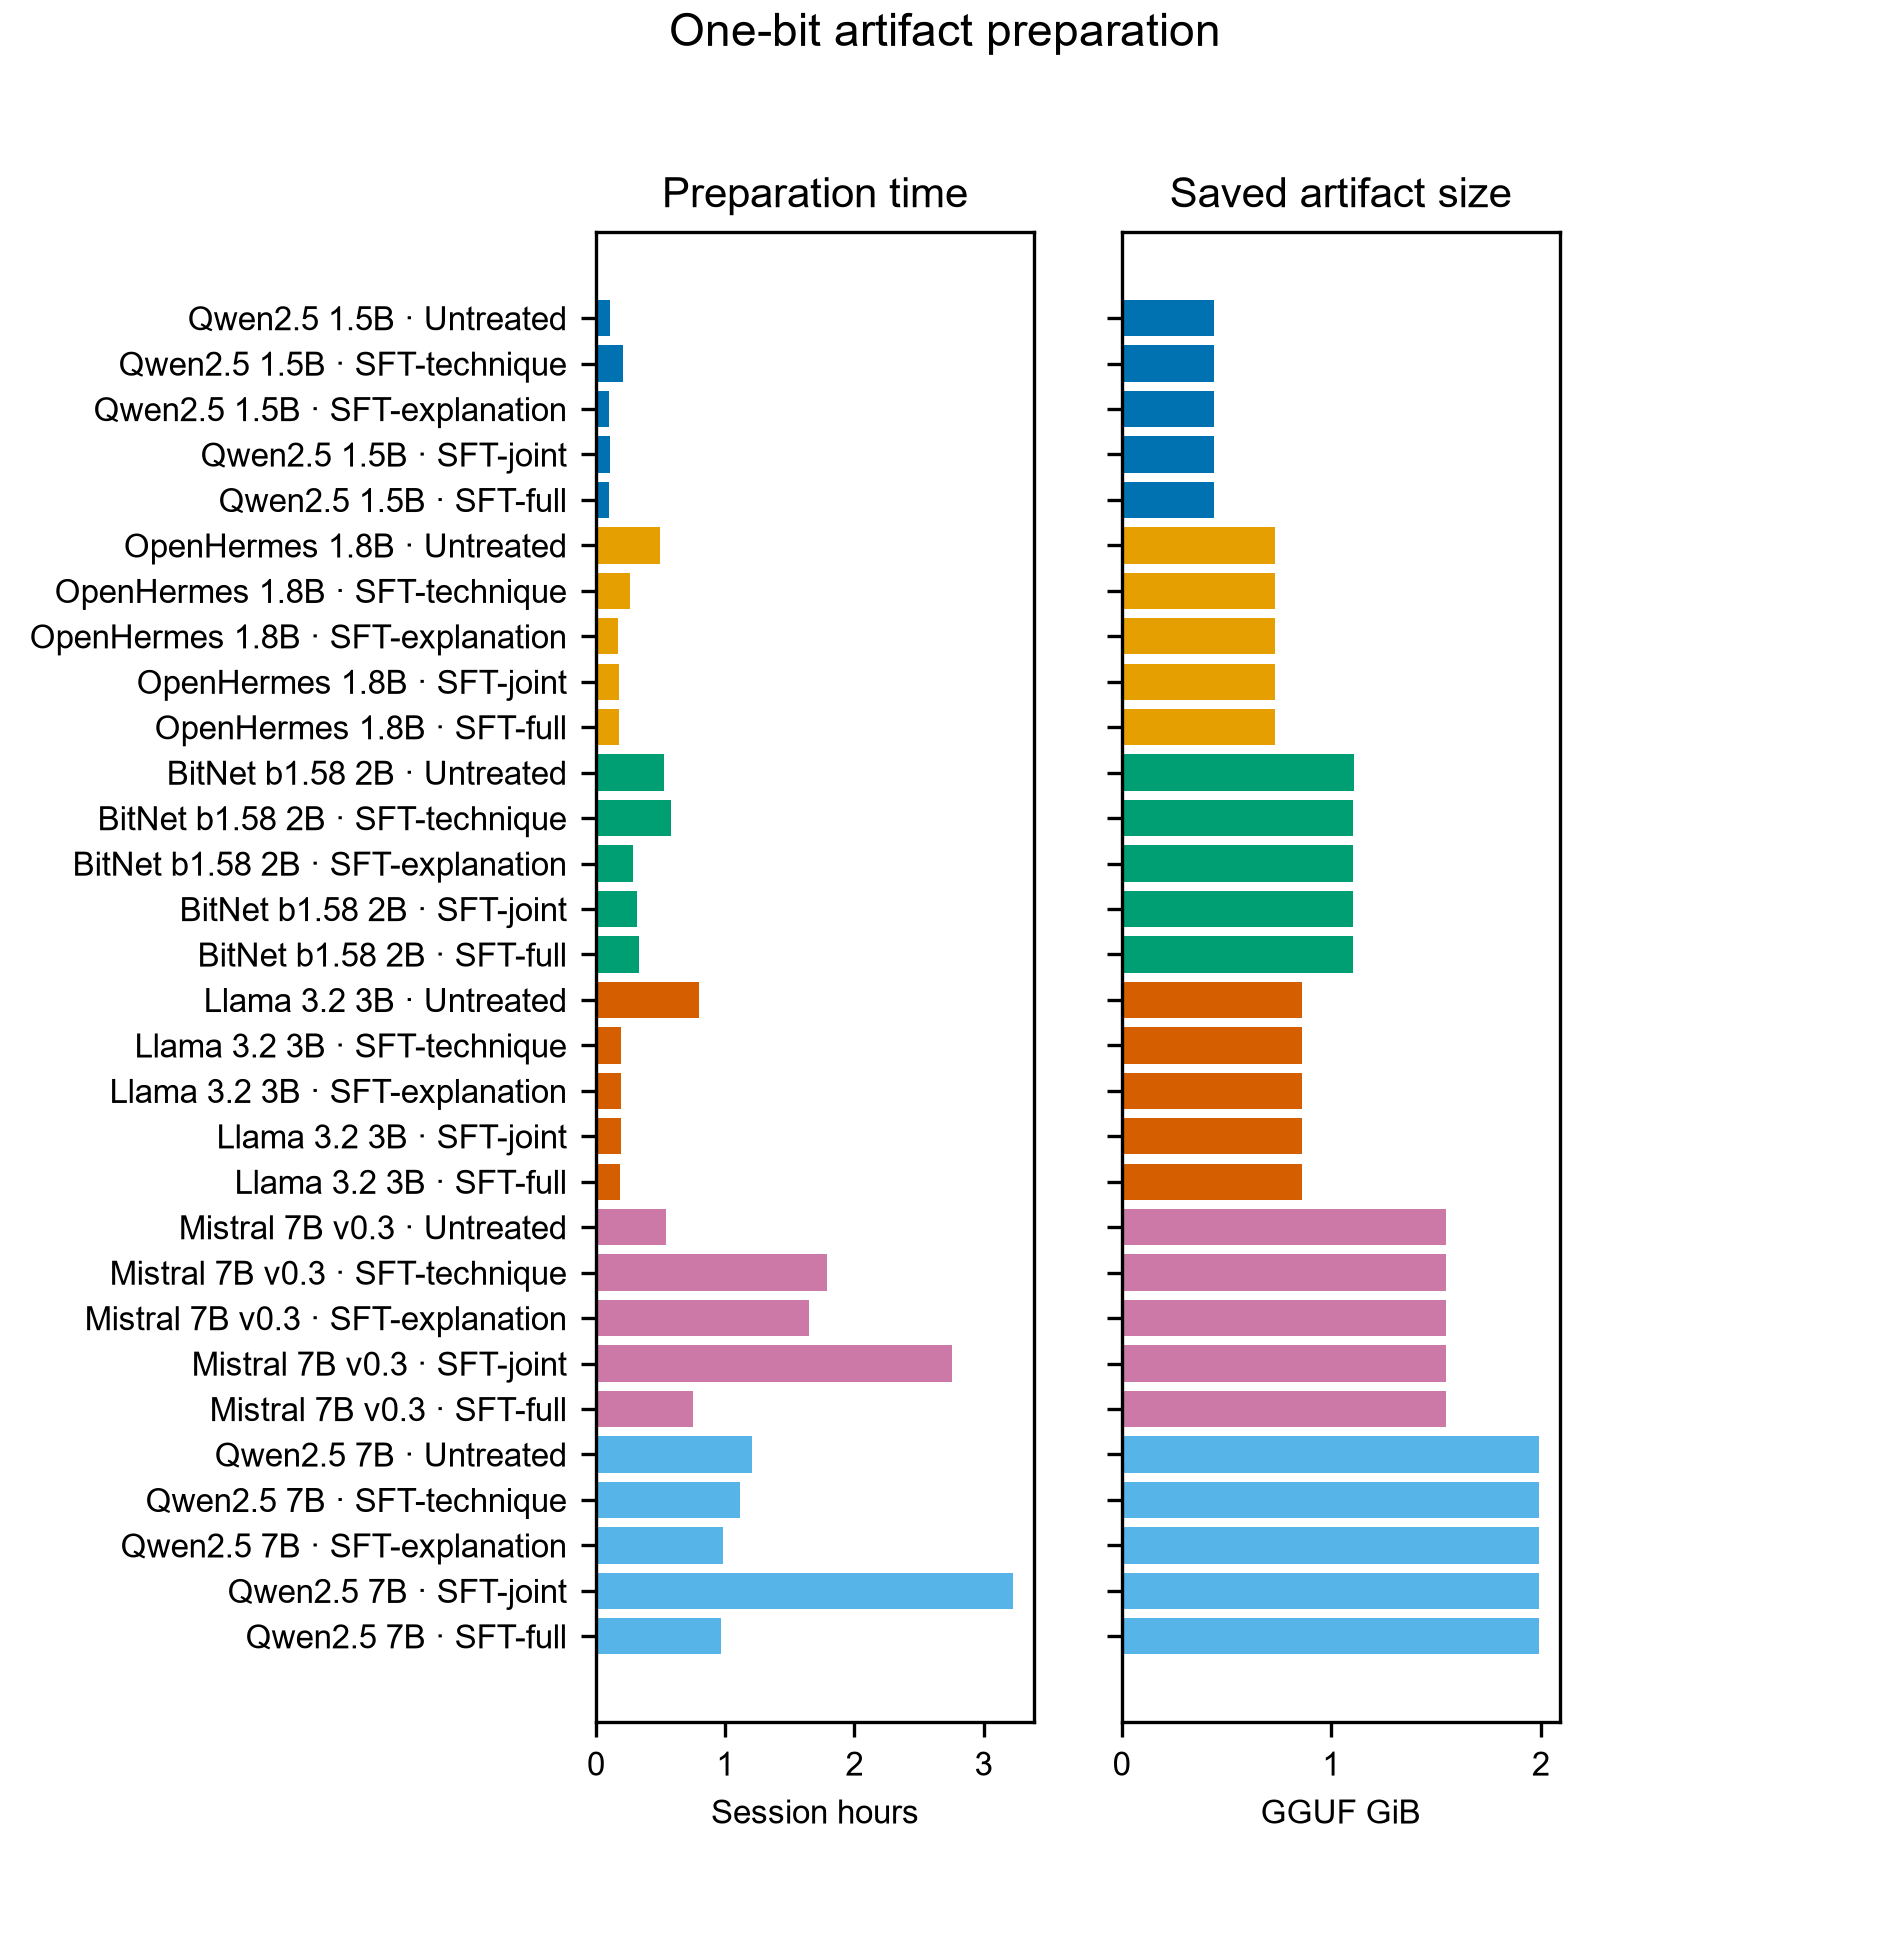 One-bit artifact preparation
Preparation time
Saved artifact size
Qwen2.5 1.5B · Untreated
Qwen2.5 1.5B · SFT-technique
Qwen2.5 1.5B · SFT-explanation
Qwen2.5 1.5B · SFT-joint
Qwen2.5 1.5B · SFT-full
OpenHermes 1.8B · Untreated
OpenHermes 1.8B · SFT-technique
OpenHermes 1.8B · SFT-explanation
OpenHermes 1.8B · SFT-joint
OpenHermes 1.8B · SFT-full
BitNet b1.58 2B · Untreated
BitNet b1.58 2B · SFT-technique
BitNet b1.58 2B · SFT-explanation
BitNet b1.58 2B · SFT-joint
BitNet b1.58 2B · SFT-full
Llama 3.2 3B · Untreated
Llama 3.2 3B · SFT-technique
Llama 3.2 3B · SFT-explanation
Llama 3.2 3B · SFT-joint
Llama 3.2 3B · SFT-full
Mistral 7B v0.3 · Untreated
Mistral 7B v0.3 · SFT-technique
Mistral 7B v0.3 · SFT-explanation
Mistral 7B v0.3 · SFT-joint
Mistral 7B v0.3 · SFT-full
Qwen2.5 7B · Untreated
Qwen2.5 7B · SFT-technique
Qwen2.5 7B · SFT-explanation
Qwen2.5 7B · SFT-joint
Qwen2.5 7B · SFT-full
0 1 2 3
Session hours
0 1 2
GGUF GiB